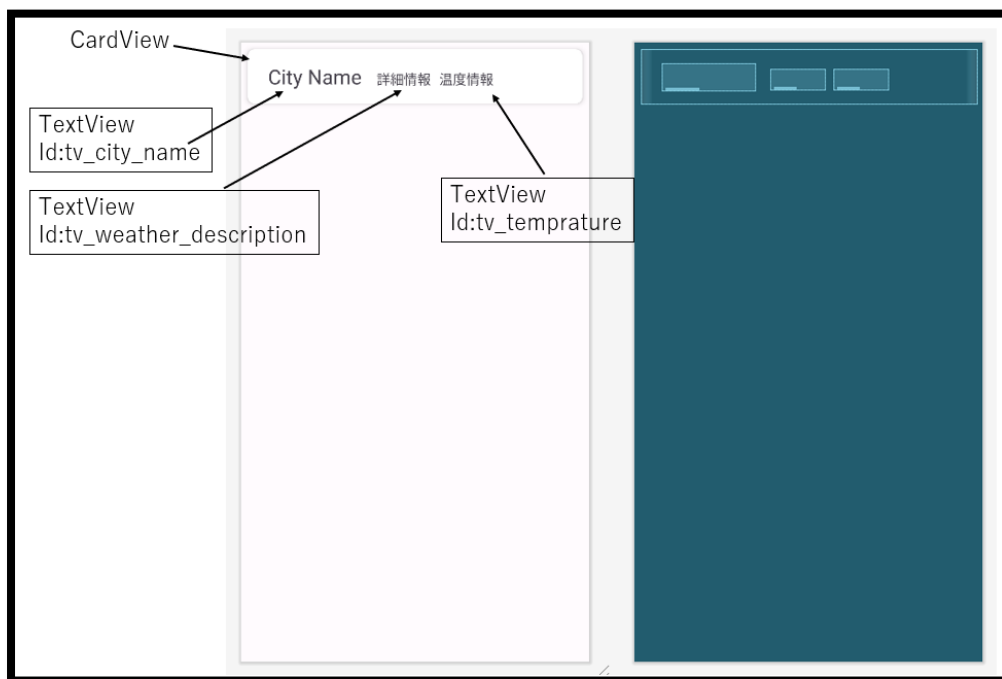 CardView
City Name 詳細情報 温度情報
TextView
Id:tv_city_name
TextView
Id:tv_weather_description
TextView
Id:tv_temprature